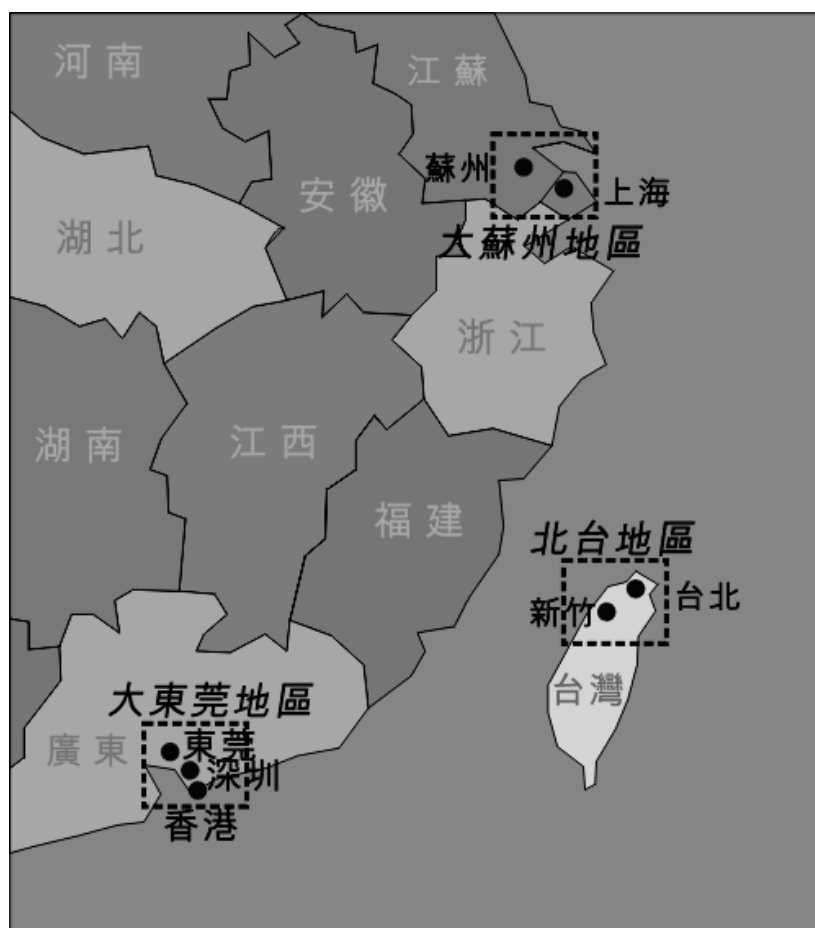 河南
江蘇
蘇州
安徽
上海
湖北
大蘇州地區
浙江
湖南
江西
福建
北台地區
台北
新竹
台灣
大東莞地區
廣東
東莞
深圳
香港